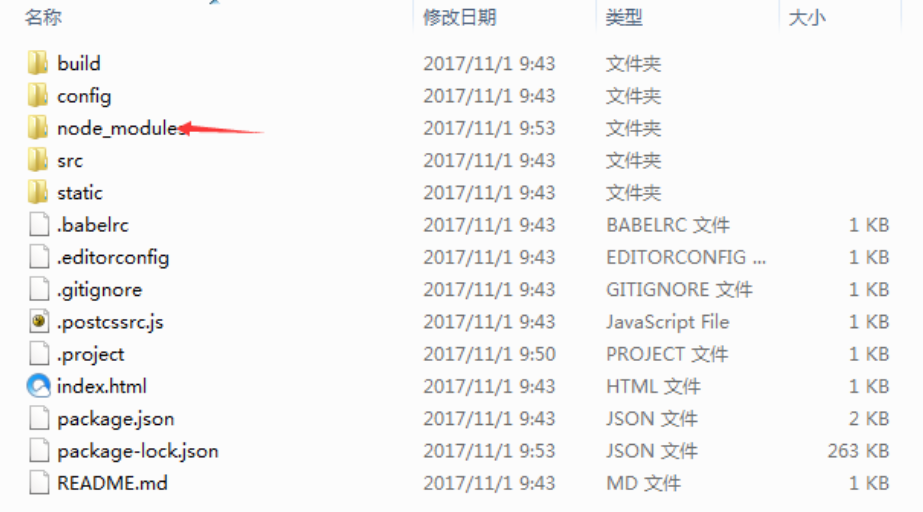 名称 修改日期 类型 大小
build 2017/11/1 9:43 文件夹
config 2017/11/1 9:43 文件夹
node_modules 2017/11/1 9:53 文件夹
src 2017/11/1 9:43 文件夹
static 2017/11/1 9:43 文件夹
.babelrc 2017/11/1 9:43 BABELRC 文件 1 KB
.editorconfig 2017/11/1 9:43 EDITORCONFIG ... 1 KB
.gitignore 2017/11/1 9:43 GITIGNORE 文件 1 KB
.postcssrc.js 2017/11/1 9:43 JavaScript File 1 KB
.project 2017/11/1 9:50 PROJECT 文件 1 KB
index.html 2017/11/1 9:43 HTML 文件 1 KB
package.json 2017/11/1 9:43 JSON 文件 2 KB
package-lock.json 2017/11/1 9:53 JSON 文件 263 KB
README.md 2017/11/1 9:43 MD 文件 1 KB